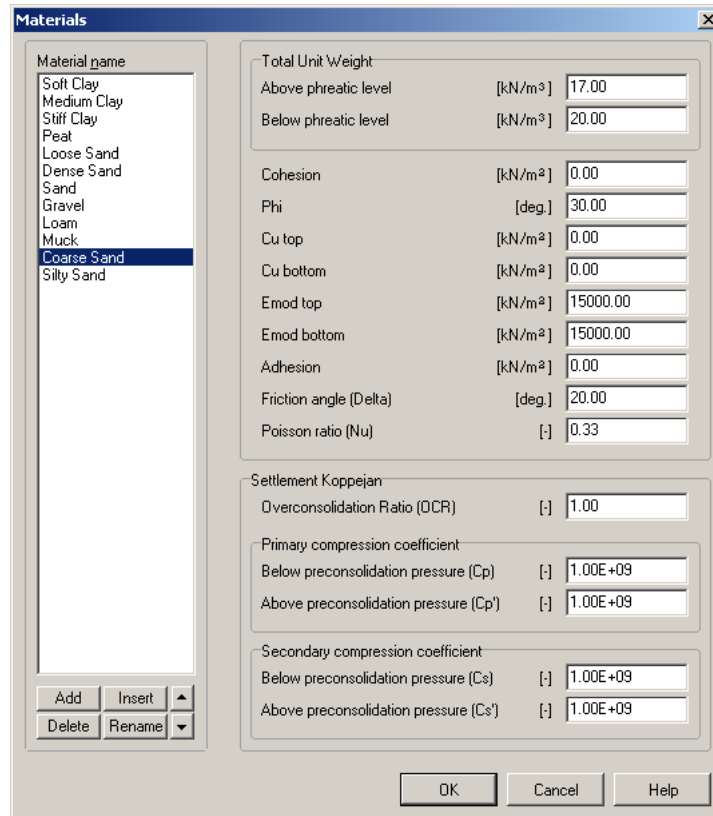 Materials
Material name
Soft Clay
Medium Clay
Stiff Clay
Peat
Loose Sand
Dense Sand
Sand
Gravel
Loam
Muck
Coarse Sand
Silty Sand
Add Insert
Delete Rename
Total Unit Weight
Above phreatic level [kN/m³] 17.00
Below phreatic level [kN/m³] 20.00
Cohesion [kN/m²] 0.00
Phi [deg.] 30.00
Cu top [kN/m²] 0.00
Cu bottom [kN/m²] 0.00
Emod top [kN/m²] 15000.00
Emod bottom [kN/m²] 15000.00
Adhesion [kN/m²] 0.00
Friction angle (Delta) [deg.] 20.00
Poisson ratio (Nu) [-] 0.33
Settlement Koppejan
Overconsolidation Ratio (OCR) [-] 1.00
Primary compression coefficient
Below preconsolidation pressure (Cp) [-] 1.00E+09
Above preconsolidation pressure (Cp') [-] 1.00E+09
Secondary compression coefficient
Below preconsolidation pressure (Cs) [-] 1.00E+09
Above preconsolidation pressure (Cs') [-] 1.00E+09
OK Cancel Help